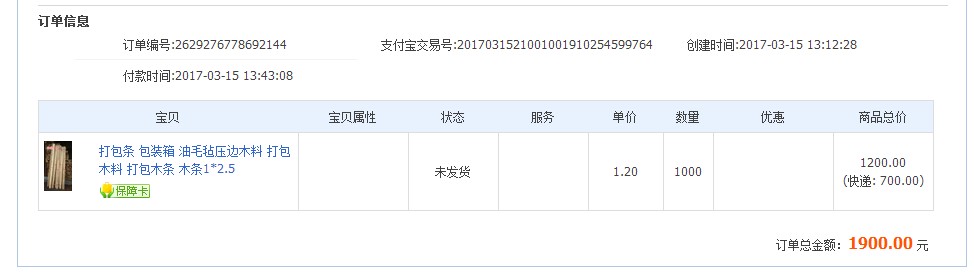 订单信息
订单编号:2629276778692144 支付宝交易号:2017031521001001910254599764 创建时间:2017-03-15 13:12:28
付款时间:2017-03-15 13:43:08
宝贝 宝贝属性 状态 服务 单价 数量 优惠 商品总价
打包条 包装箱 油毛毡压边木料 打包
木料 打包木条 木条1*2.5
保障卡
未发货 1.20 1000
1200.00
(快递: 700.00)
订单总金额: 1900.00 元